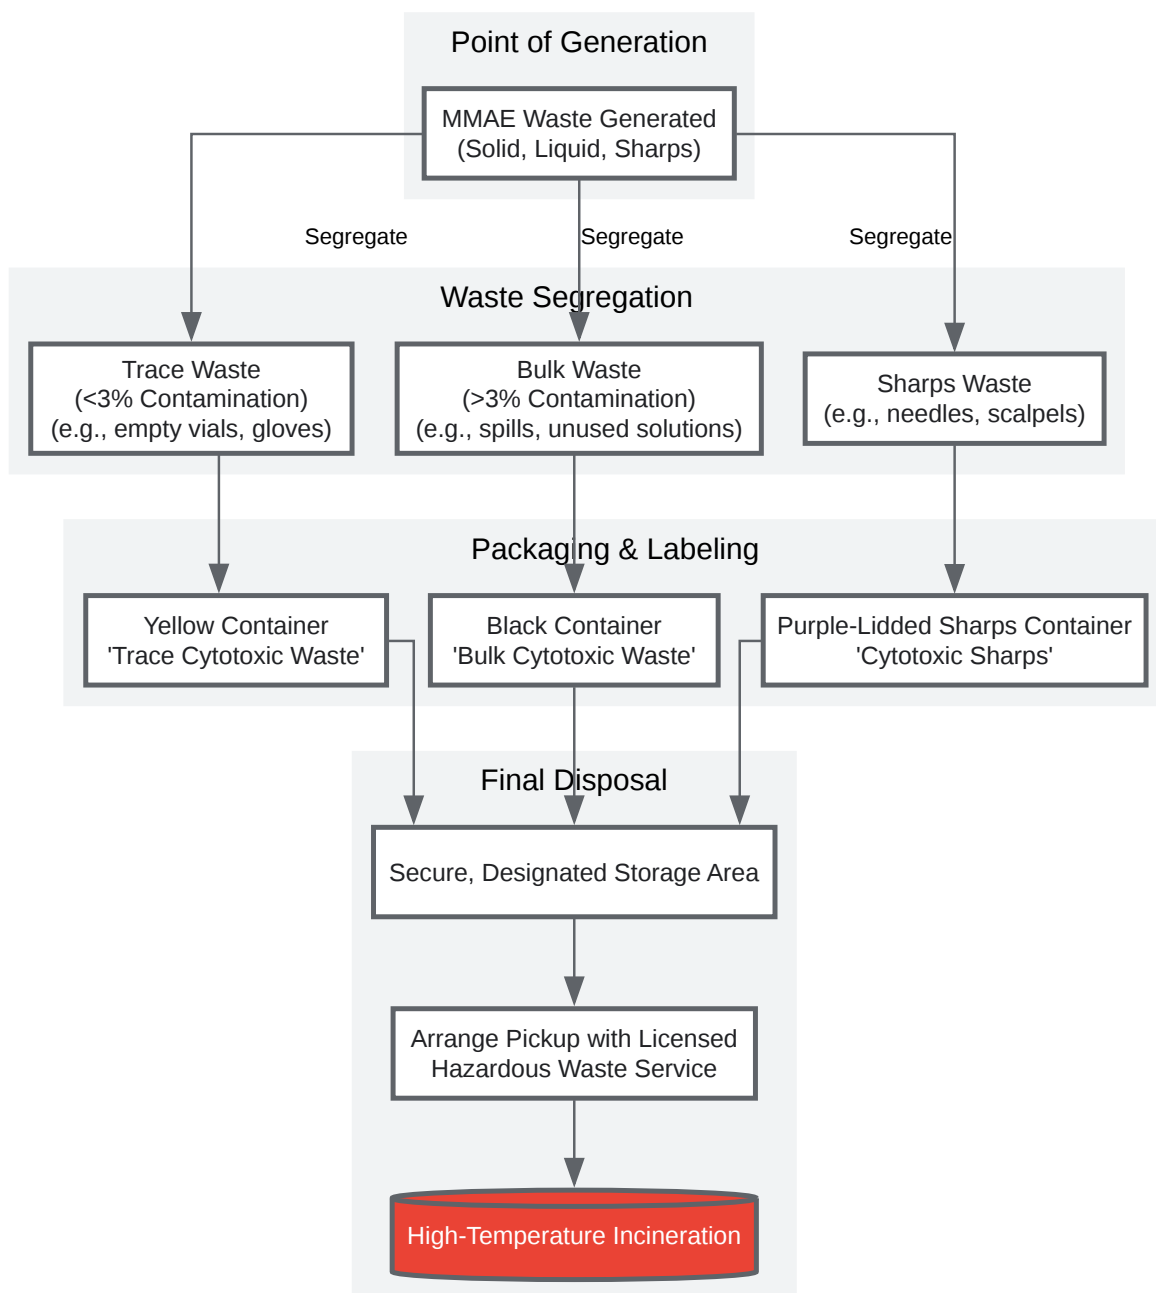 Point of Generation
MMAE Waste Generated
(Solid, Liquid, Sharps)
Segregate
Segregate
Segregate
Waste Segregation
Trace Waste
(<3% Contamination)
(e.g., empty vials, gloves)
Bulk Waste
(>3% Contamination)
(e.g., spills, unused solutions)
Sharps Waste
(e.g., needles, scalpels)
Packaging & Labeling
Yellow Container
'Trace Cytotoxic Waste'
Black Container
'Bulk Cytotoxic Waste'
Purple-Lidded Sharps Container
'Cytotoxic Sharps'
Final Disposal
Secure, Designated Storage Area
Arrange Pickup with Licensed
Hazardous Waste Service
High-Temperature Incineration